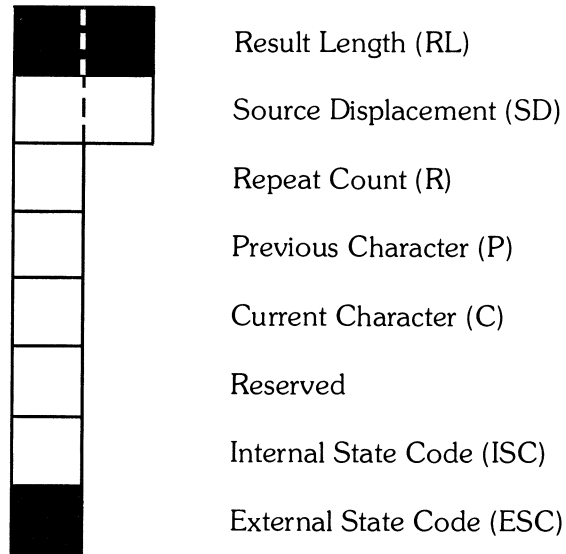 Result Length (RL)
Source Displacement (SD)
Repeat Count (R)
Previous Character (P)
Current Character (C)
Reserved
Internal State Code (ISC)
External State Code (ESC)